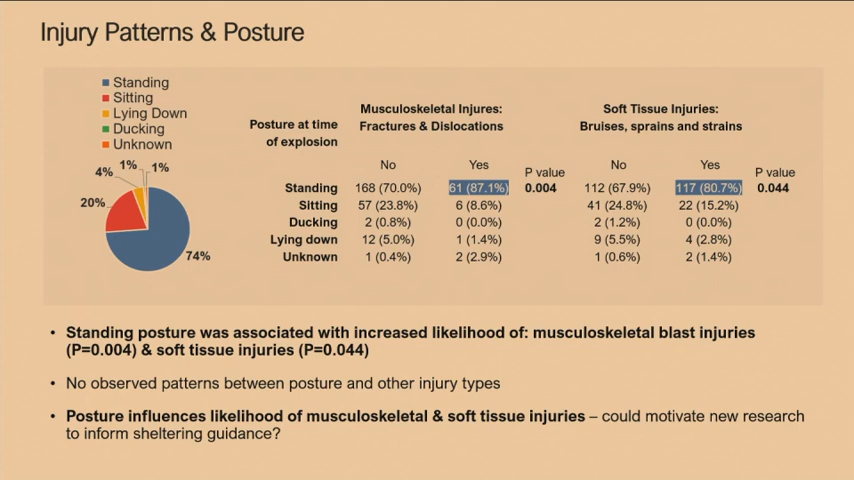 Injury Patterns & Posture
Standing
Sitting
Lying Down
Ducking
Unknown
1%
1%
4%
20%
74%
Posture at time
of explosion
Musculoskeletal Injures:
Fractures & Dislocations
Soft Tissue Injuries:
Bruises, sprains and strains
No Yes P value No Yes P value
Standing 168 (70.0%) 61 (87.1%) 0.004 112 (67.9%) 117 (80.7%) 0.044
Sitting 57 (23.8%) 6 (8.6%) 41 (24.8%) 22 (15.2%)
Ducking 2 (0.8%) 0 (0.0%) 2 (1.2%) 0 (0.0%)
Lying down 12 (5.0%) 1 (1.4%) 9 (5.5%) 4 (2.8%)
Unknown 1 (0.4%) 2 (2.9%) 1 (0.6%) 2 (1.4%)
• Standing posture was associated with increased likelihood of: musculoskeletal blast injuries
(P=0.004) & soft tissue injuries (P=0.044)
• No observed patterns between posture and other injury types
• Posture influences likelihood of musculoskeletal & soft tissue injuries – could motivate new research
to inform sheltering guidance?